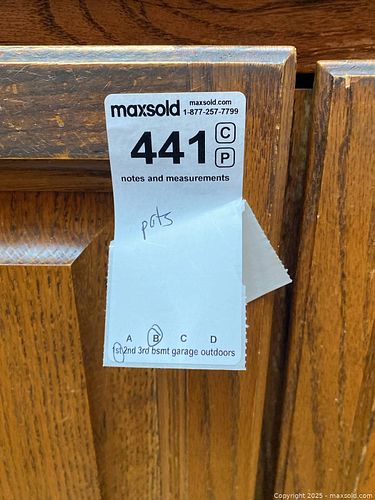 maxsold maxsold.com
1-877-257-7799
441 C
P
notes and measurements
pots
A B C D
1st 2nd 3rd bsmt garage outdoors
Copyright 2025 - maxsold.com